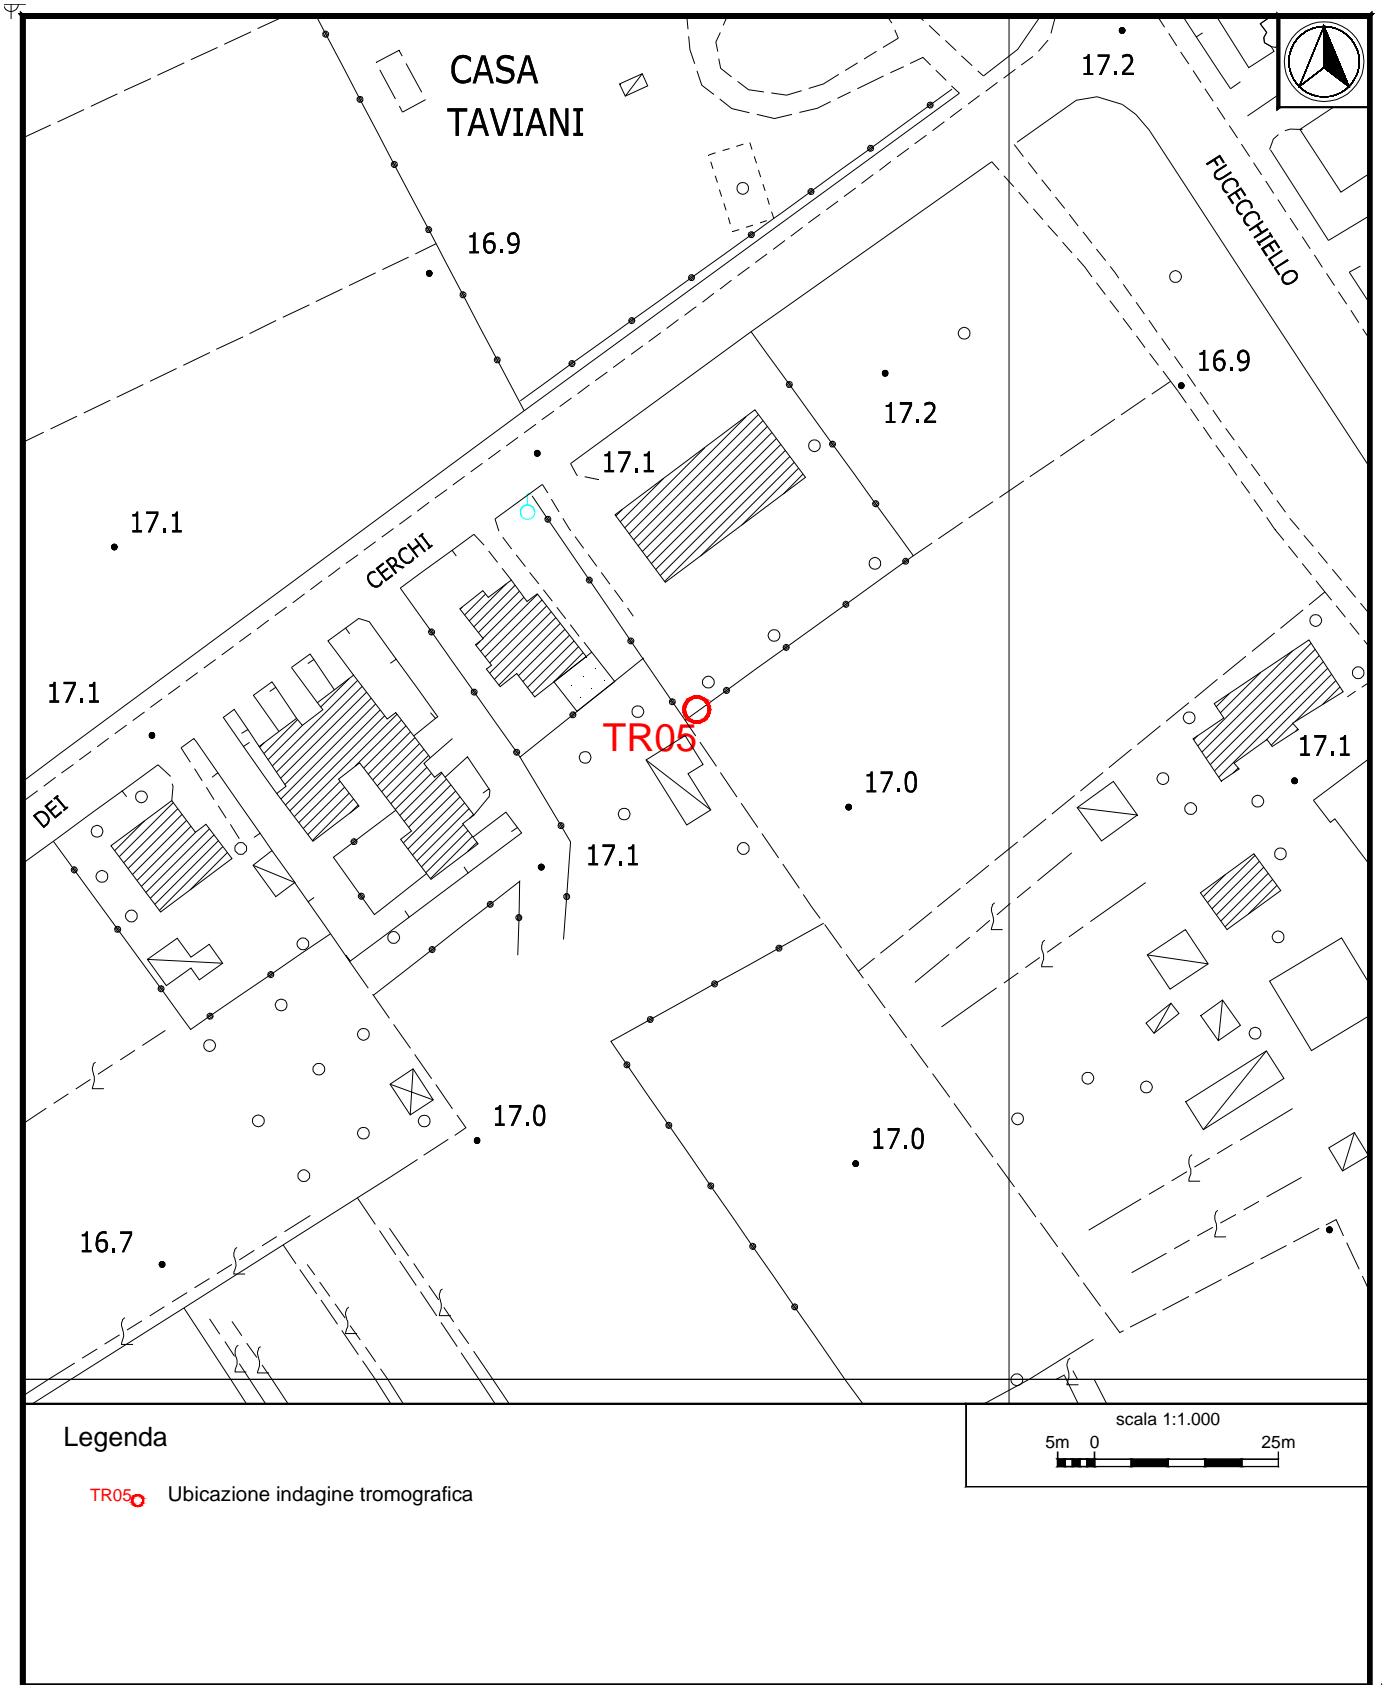 CASA
TAVIANI
17.2
FUCECCHIELLO
16.9
16.9
17.2
17.1
17.1
CERCHI
17.1
TR05
17.1
17.0
DEI
17.1
17.0
17.0
16.7
Legenda
TR05 Ubicazione indagine tromografica
scala 1:1.000
5m 0 25m